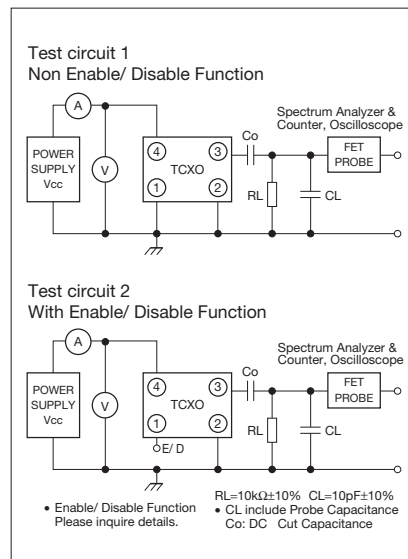 Test circuit 1
Non Enable/ Disable Function
A
Spectrum Analyzer &
Counter, Oscilloscope
Co
POWER
SUPPLY
Vcc
V
4
3
TCXO
1
2
RL
CL
FET
PROBE
Test circuit 2
With Enable/ Disable Function
A
Spectrum Analyzer &
Counter, Oscilloscope
Co
POWER
SUPPLY
Vcc
V
4
3
TCXO
1
2
E/ D
RL
CL
FET
PROBE
RL=10kΩ±10% CL=10pF±10%
• Enable/ Disable Function
Please inquire details.
• CL include Probe Capacitance
Co: DC Cut Capacitance